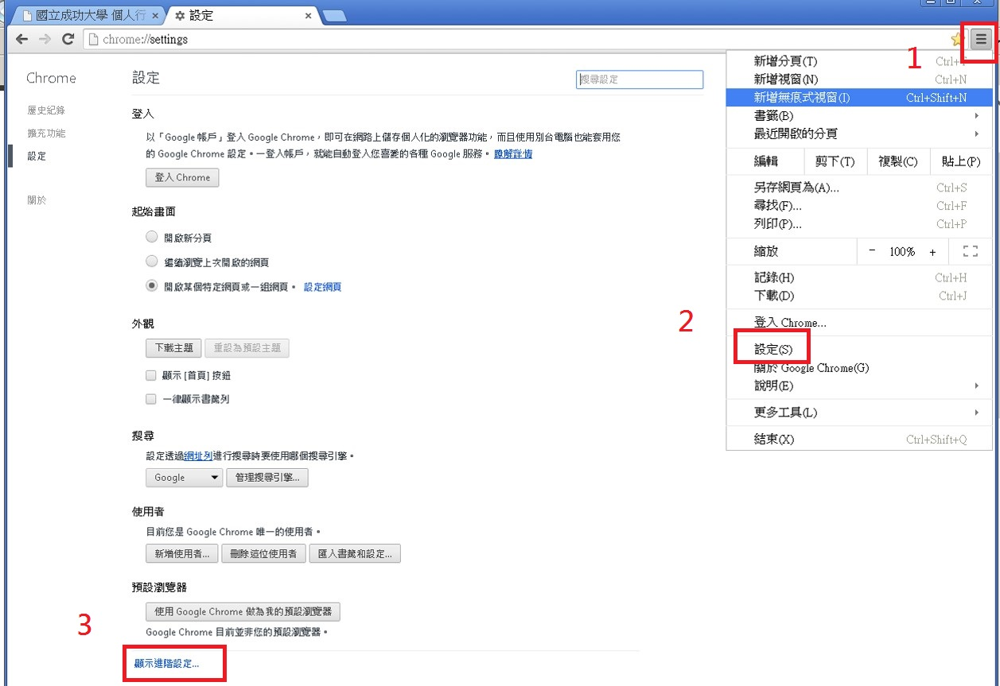 國立成功大學 個人行
設定
chrome://settings
1
Chrome
歷史紀錄
擴充功能
設定
關於
設定
搜尋設定
登入
以「Google 帳戶」登入 Google Chrome，即可在網路上儲存個人化的瀏覽器功能，而且使用別台電腦也能套用您
的 Google Chrome 設定。一登入帳戶，就能自動登入您喜愛的各種 Google 服務。瞭解詳情
登入 Chrome
起始畫面
開啟新分頁
繼續瀏覽上次開啟的網頁
開啟某個特定網頁或一組網頁。 設定網頁
外觀
下載主題 重設為預設主題
顯示 [首頁] 按鈕
一律顯示書籤列
搜尋
設定透過網址列進行搜尋時要使用哪個搜尋引擎。
Google 管理搜尋引擎...
使用者
目前您是 Google Chrome 唯一的使用者。
新增使用者... 刪除這位使用者 匯入書籤和設定...
預設瀏覽器
使用 Google Chrome 做為我的預設瀏覽器
Google Chrome 目前並非您的預設瀏覽器。
3
顯示進階設定...
新增分頁(T) Ctrl+T
新增視窗(N) Ctrl+N
新增無痕式視窗(I) Ctrl+Shift+N
書籤(B)
最近開啟的分頁
編輯 剪下(T) 複製(C) 貼上(P)
另存網頁為(A)... Ctrl+S
尋找(F)... Ctrl+F
列印(P)... Ctrl+P
縮放 - 100% +
記錄(H) Ctrl+H
下載(D) Ctrl+J
2
登入 Chrome...
設定(S)
關於 Google Chrome(G)
說明(E)
更多工具(L)
結束(X) Ctrl+Shift+Q